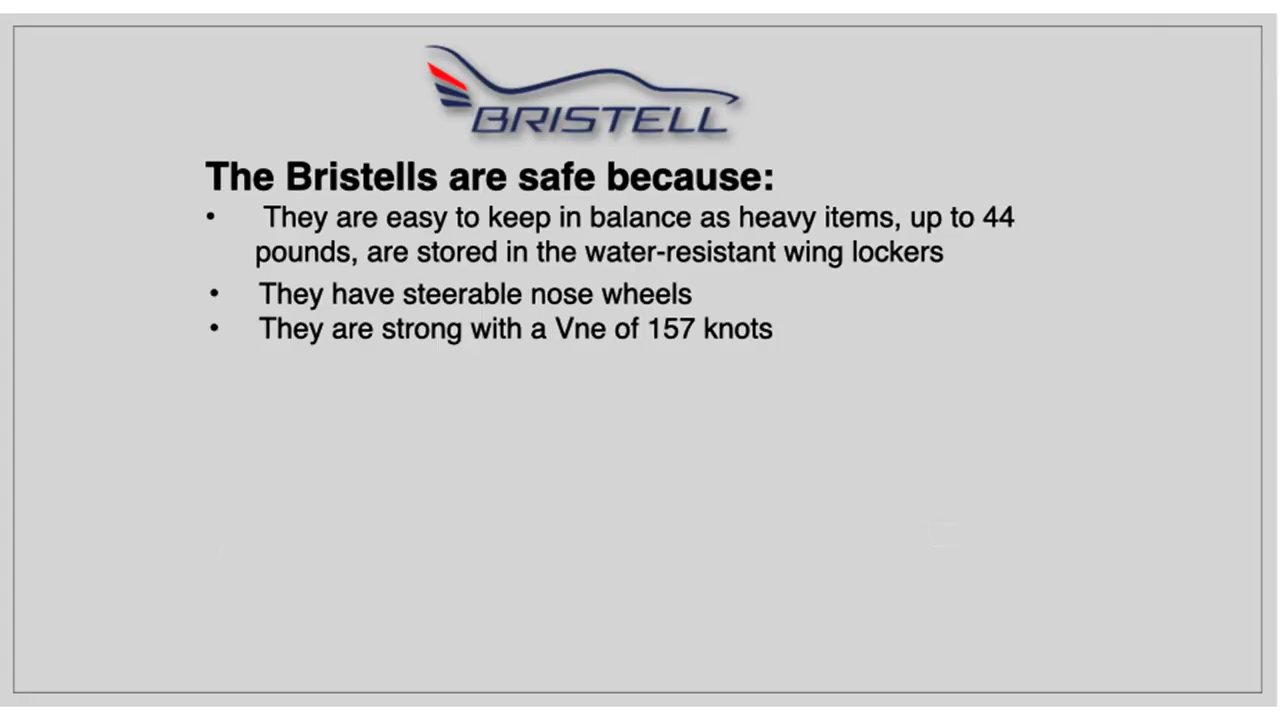 BRISTELL
The Bristells are safe because:
• They are easy to keep in balance as heavy items, up to 44
pounds, are stored in the water-resistant wing lockers
• They have steerable nose wheels
• They are strong with a Vne of 157 knots